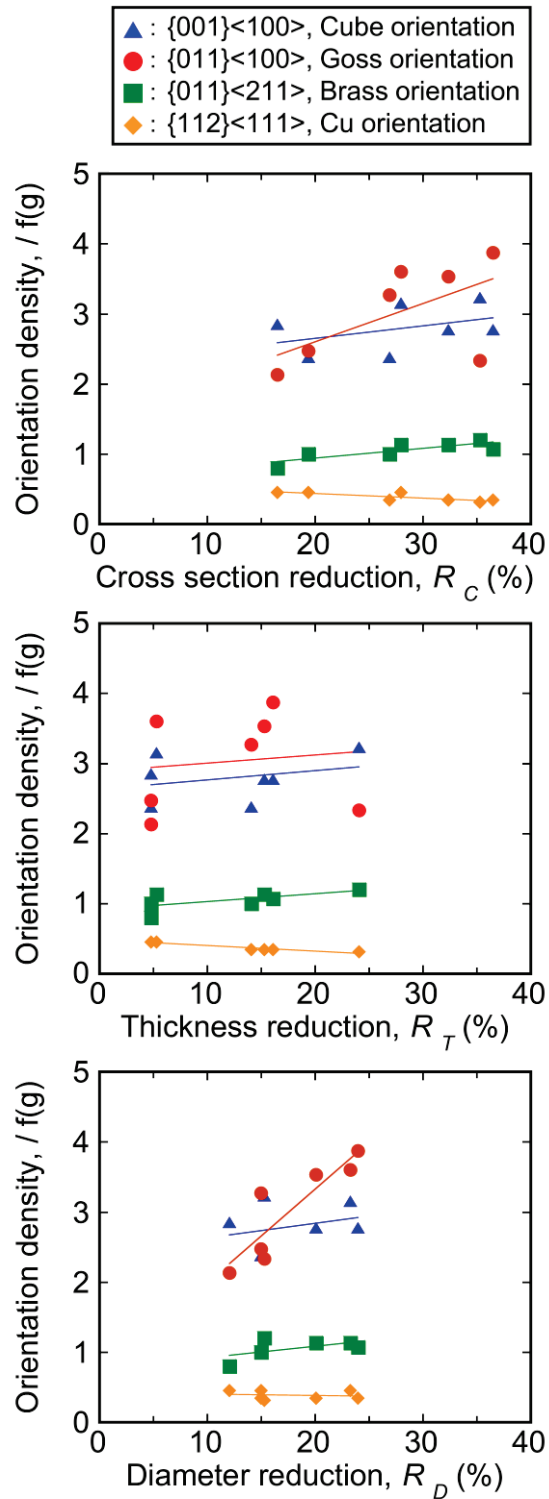 : {001}<100>, Cube orientation
: {011}<100>, Goss orientation
: {011}<211>, Brass orientation
: {112}<111>, Cu orientation
Orientation density, / f(g)
5
4
3
2
1
0
0 10 20 30 40
Cross section reduction, R C (%)
Orientation density, / f(g)
5
4
3
2
1
0
0 10 20 30 40
Thickness reduction, R T (%)
Orientation density, / f(g)
5
4
3
2
1
0
0 10 20 30 40
Diameter reduction, R D (%)